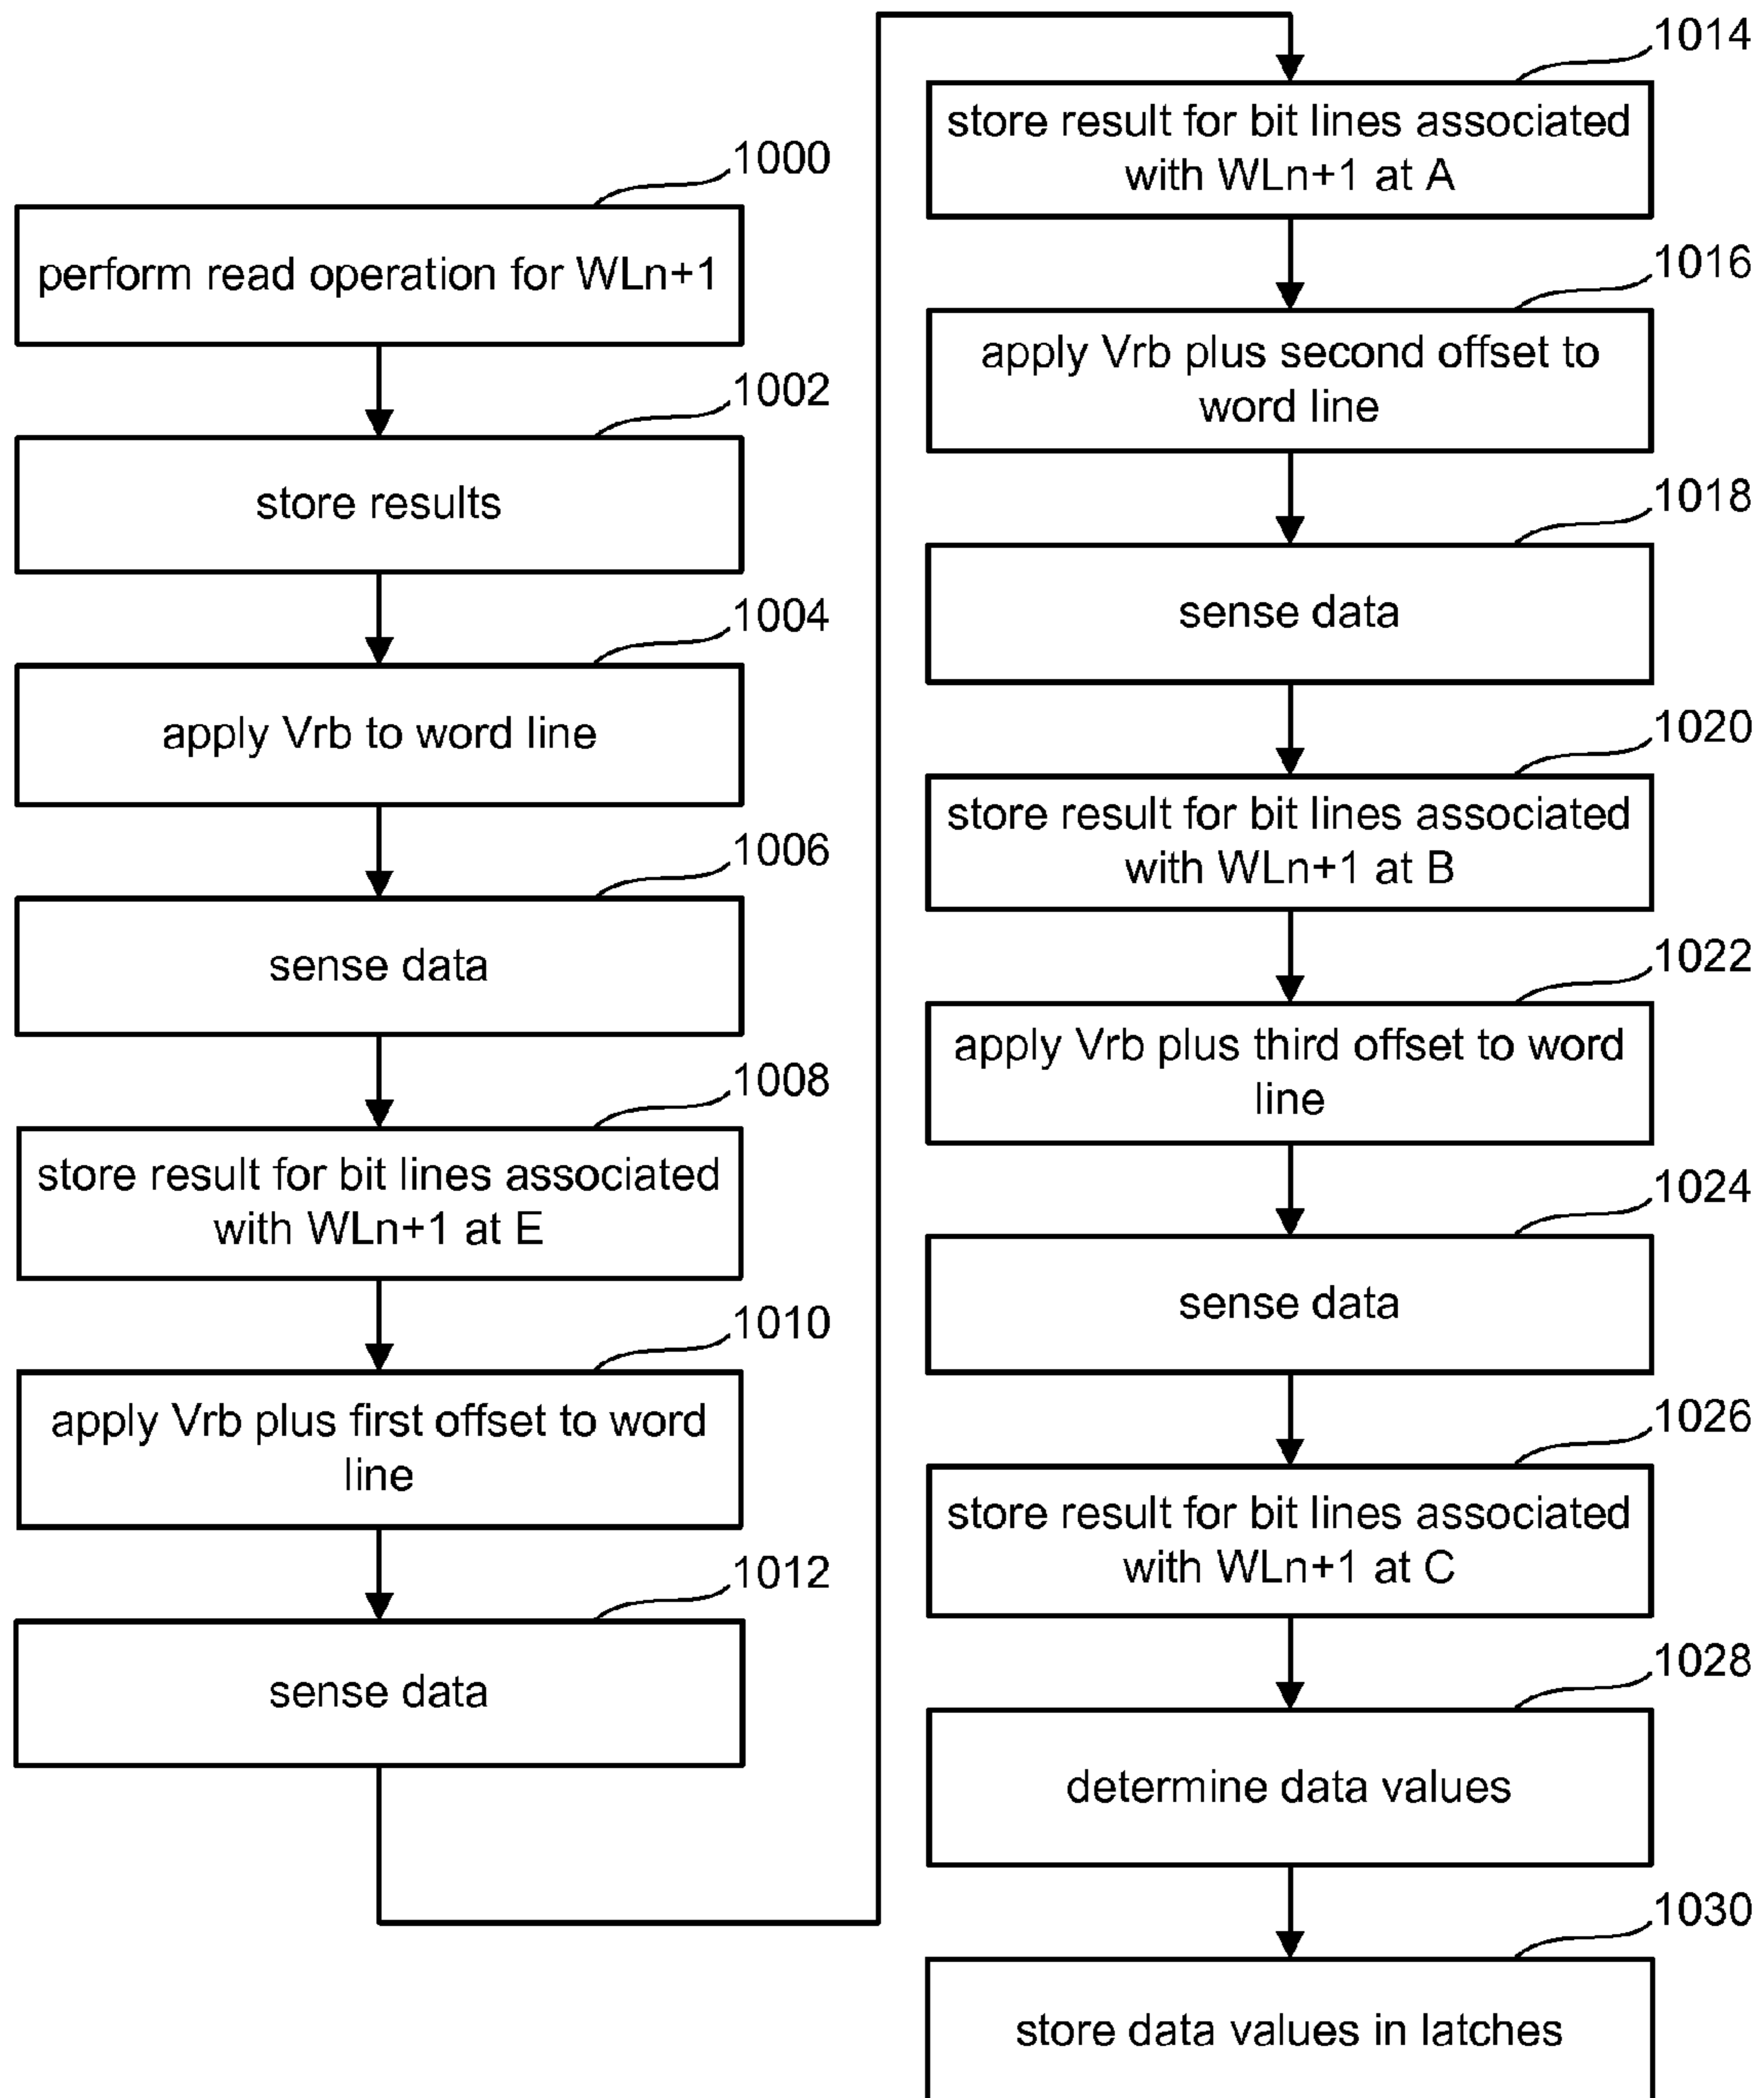 1000
perform read operation for WLn+1
1002
store results
1004
apply Vrb to word line
1006
sense data
1008
store result for bit lines associated
with WLn+1 at E
1010
apply Vrb plus first offset to word
line
1012
sense data
1014
store result for bit lines associated
with WLn+1 at A
1016
apply Vrb plus second offset to
word line
1018
sense data
1020
store result for bit lines associated
with WLn+1 at B
1022
apply Vrb plus third offset to word
line
1024
sense data
1026
store result for bit lines associated
with WLn+1 at C
1028
determine data values
1030
store data values in latches